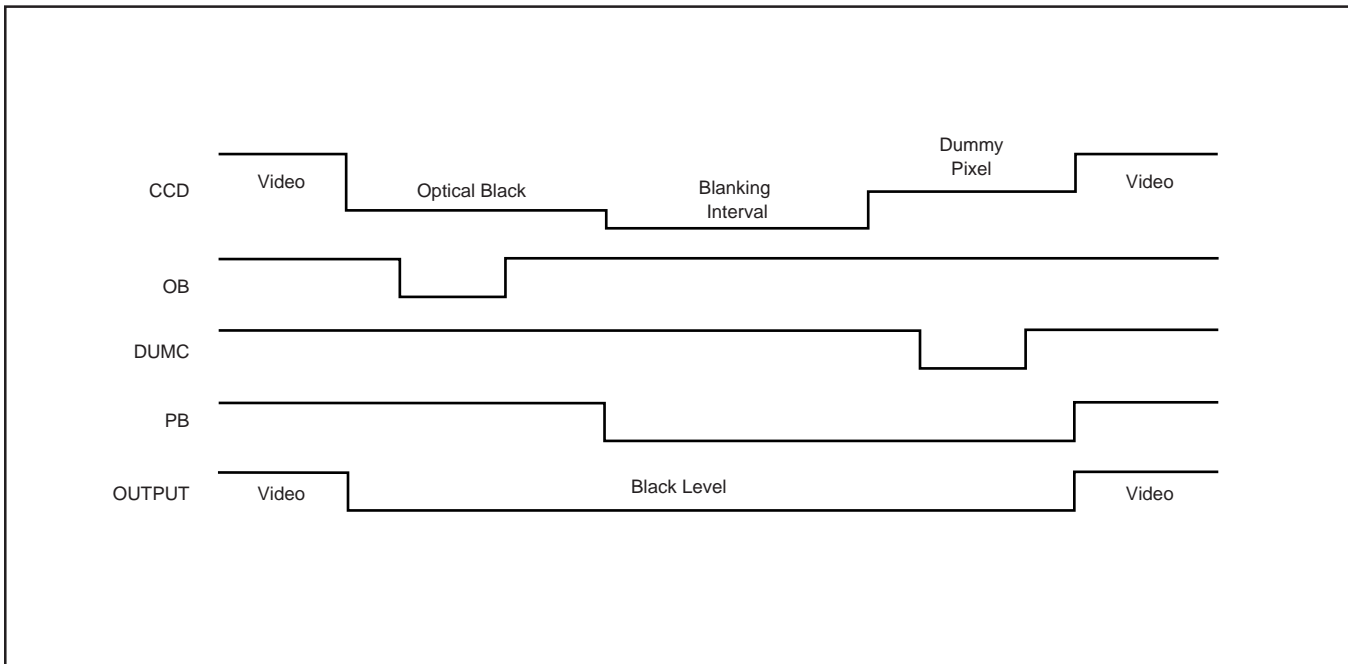 Dummy
Pixel
CCD
Video
Optical Black
Blanking
Interval
Video
OB
DUMC
PB
OUTPUT
Video
Black Level
Video